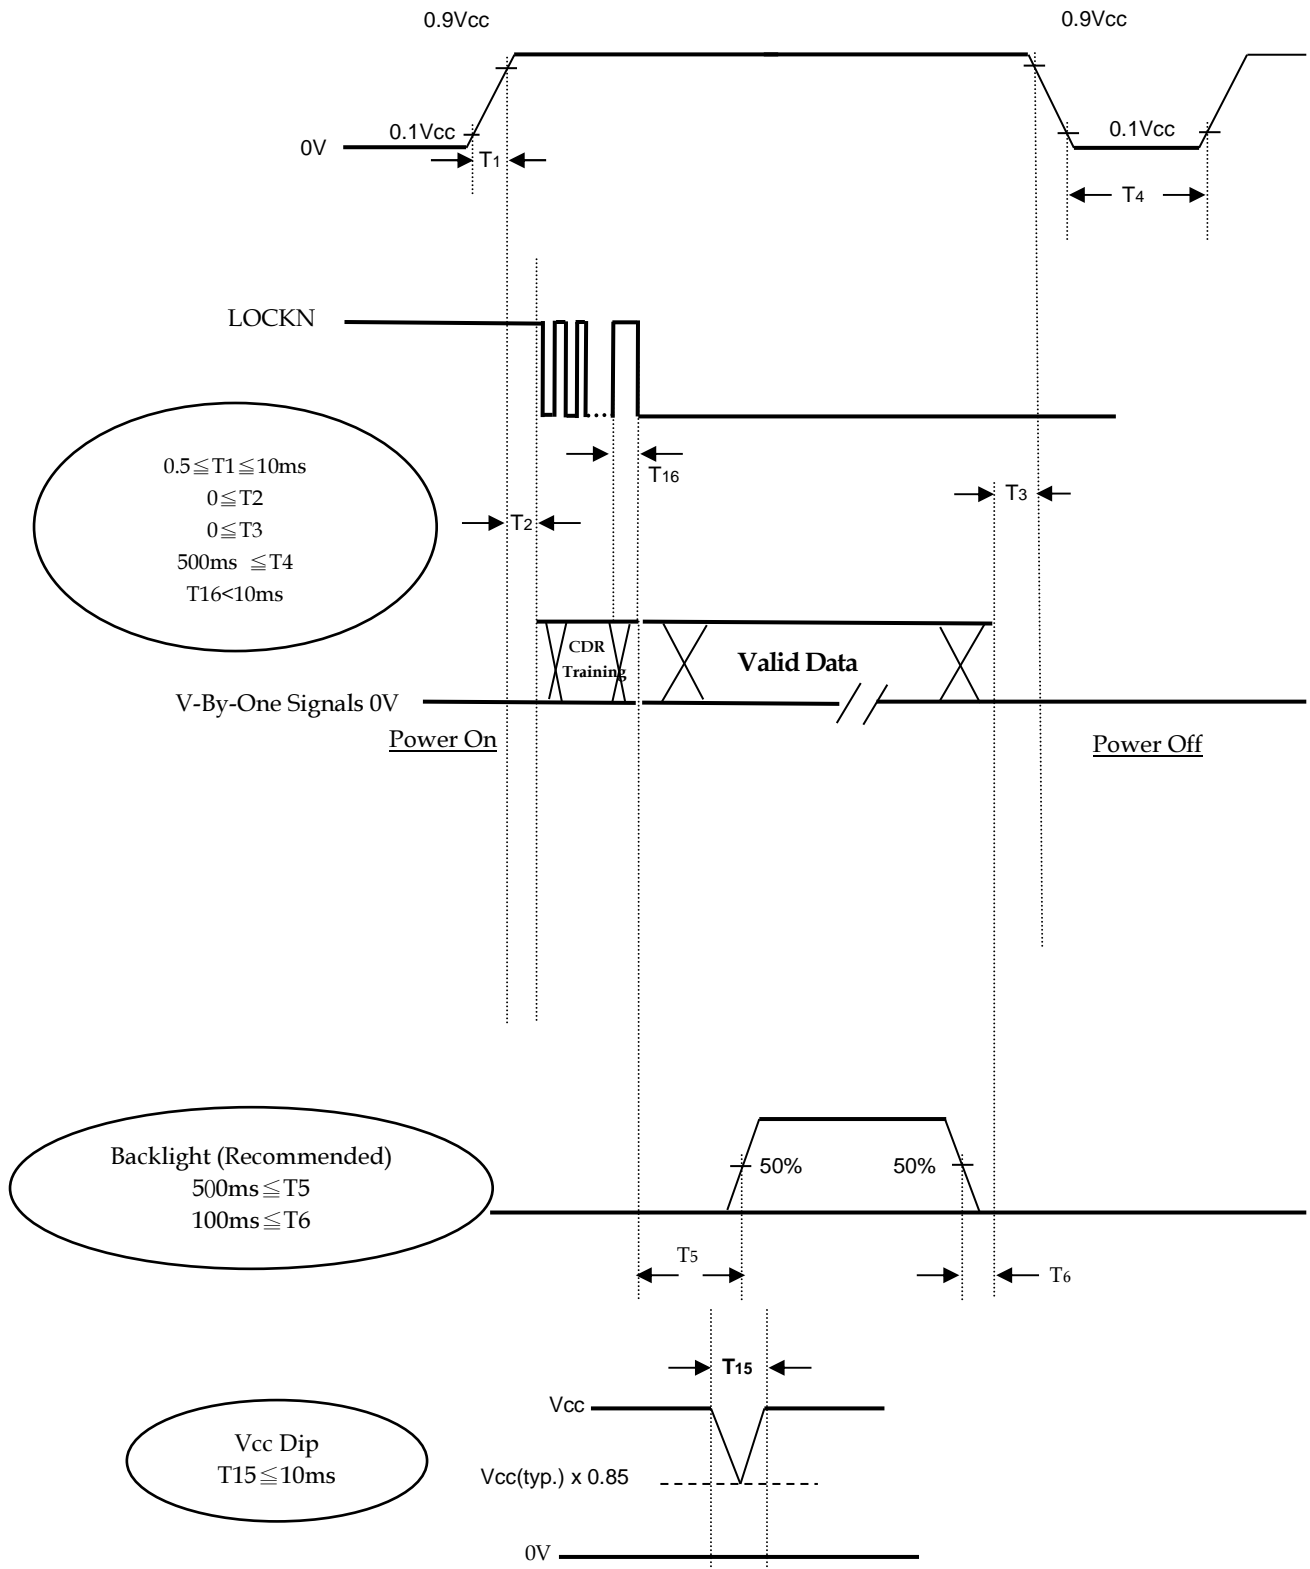 0.9Vcc
0.9Vcc
0.1Vcc
0.1Vcc
0V
T1
T4
LOCKN
0.5≦T1≦10ms
0≦T2
0≦T3
500ms ≦T4
T16<10ms
T16
T3
T2
CDR
Training
Valid Data
V-By-One Signals 0V
Power On
Power Off
Backlight (Recommended)
500ms≦T5
100ms≦T6
50%
50%
T5
T6
T15
Vcc
Vcc Dip
T15≦10ms
Vcc(typ.) x 0.85
0V